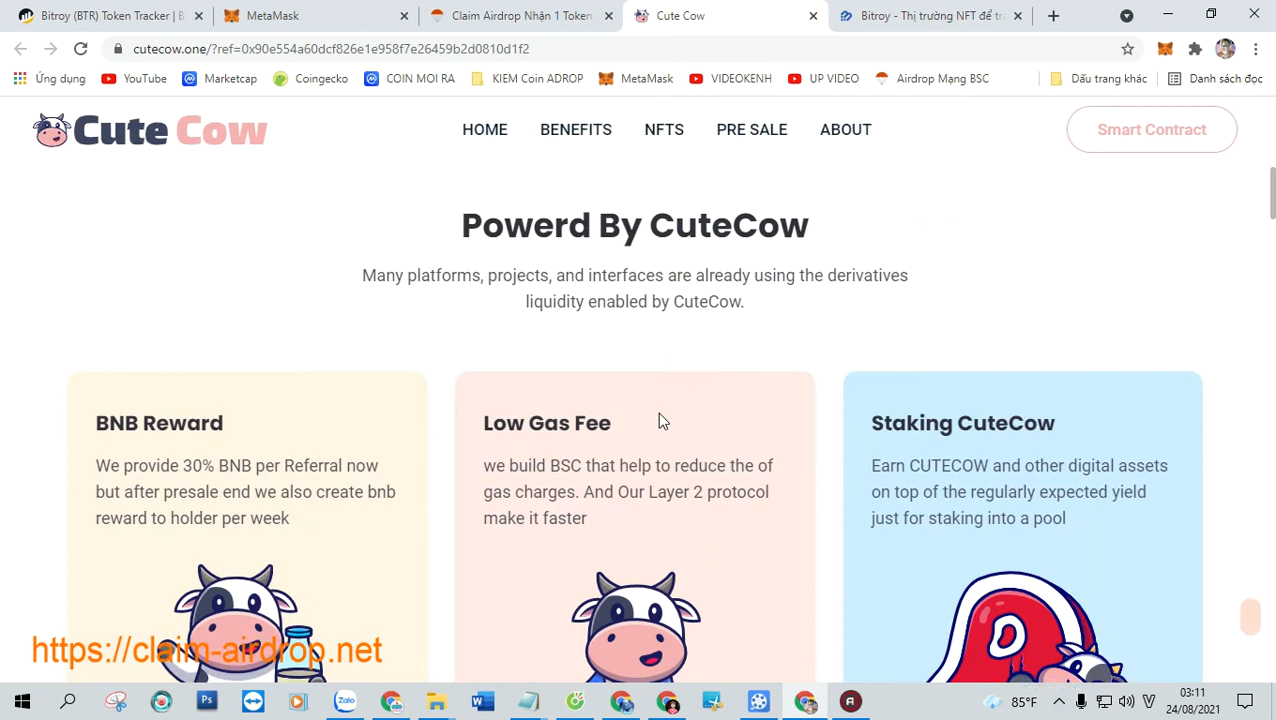 Bitroy (BTR) Token Tracker | B
MetaMask
Claim Airdrop Nhận 1 Token
Cute Cow
Bitroy - Thị trường NFT để tr
cutecow.one/?ref=0x90e554a60dcf826e1e958f7e26459b2d0810d1f2
Ứng dụng YouTube Marketcap Coingecko COIN MOI RA KIEM Coin ADROP MetaMask VIDEOKENH UP VIDEO Airdrop Mạng BSC Dấu trang khác Danh sách đọc
Cute Cow
HOME BENEFITS NFTS PRE SALE ABOUT
Smart Contract
Powerd By CuteCow
Many platforms, projects, and interfaces are already using the derivatives
liquidity enabled by CuteCow.
BNB Reward
We provide 30% BNB per Referral now
but after presale end we also create bnb
reward to holder per week
Low Gas Fee
we build BSC that help to reduce the of
gas charges. And Our Layer 2 protocol
make it faster
Staking CuteCow
Earn CUTECOW and other digital assets
on top of the regularly expected yield
just for staking into a pool
https://claim-airdrop.net
Ps
Zalo
85°F
V
03:11
24/08/2021